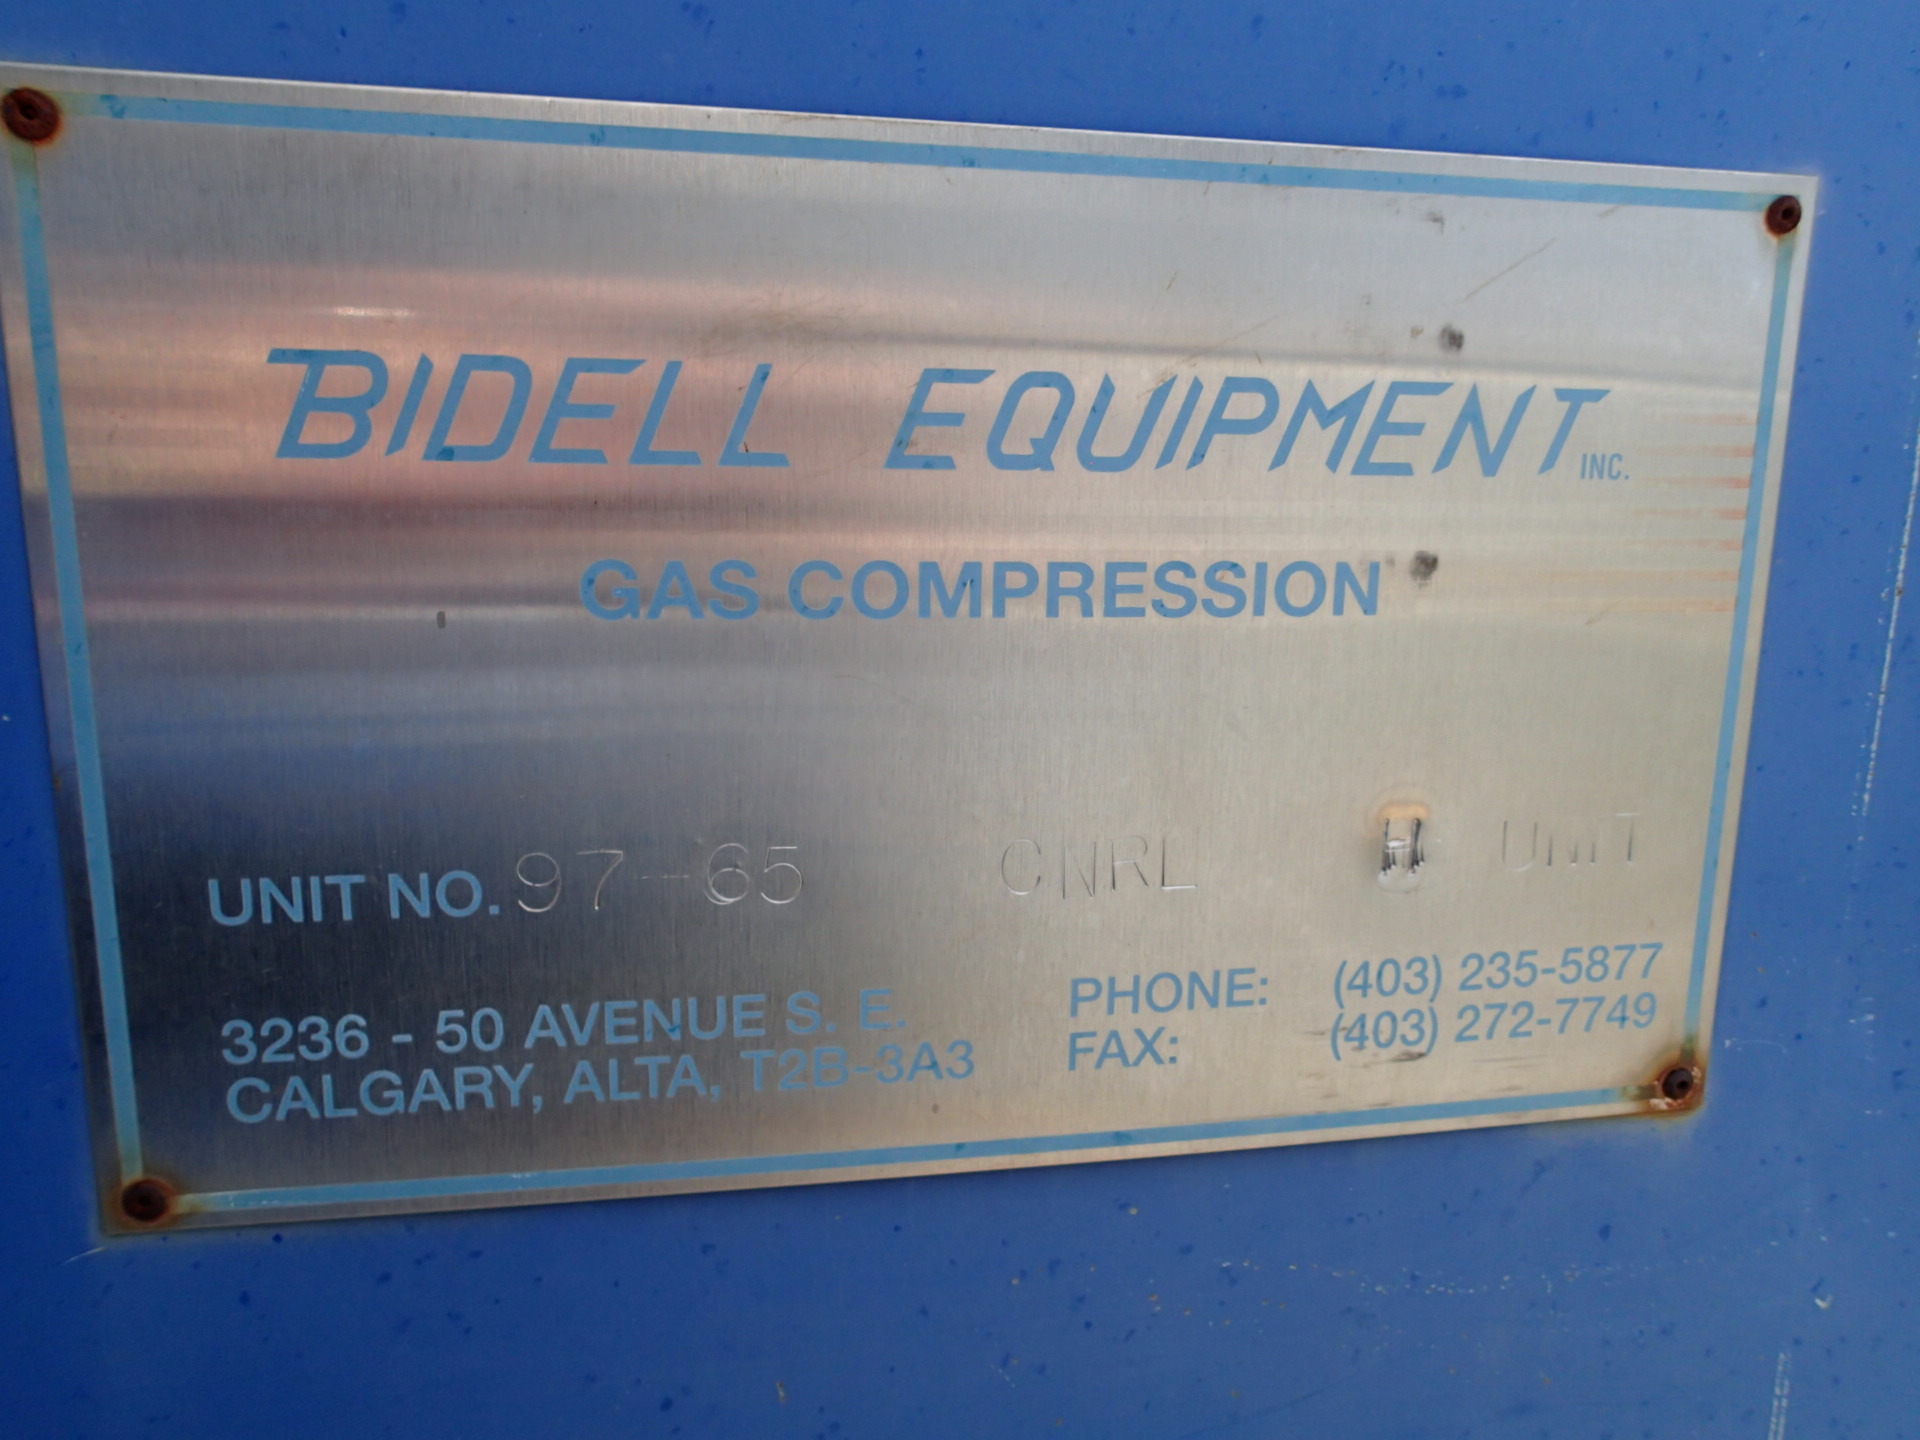 BIDELL EQUIPMENT INC.
GAS COMPRESSION
UNIT NO. 97-65 CNRL UNIT
3236 - 50 AVENUE S. E.
CALGARY, ALTA, T2B-3A3
PHONE: (403) 235-5877
FAX: (403) 272-7749